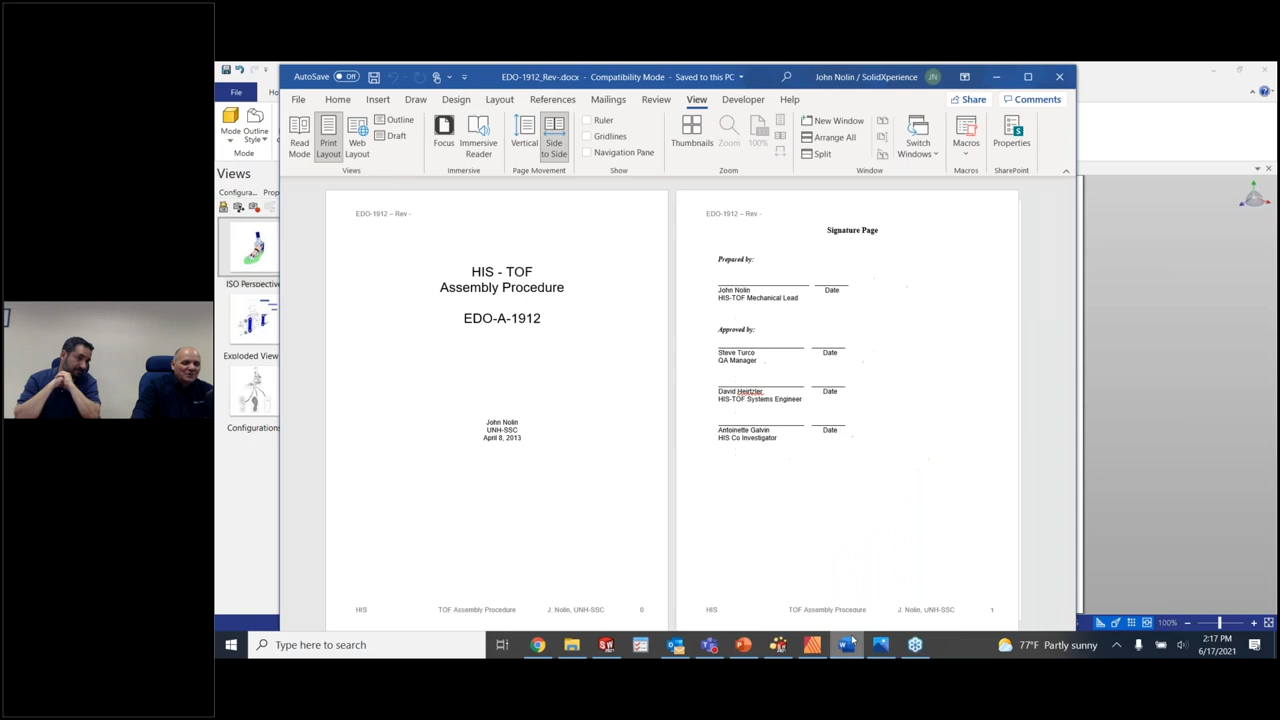 AutoSave Off
EDO-1912_Rev-.docx - Compatibility Mode - Saved to this PC
John Nolin / SolidXperience JN
File
File Home Insert Draw Design Layout References Mailings Review View Developer Help
Share Comments
Mode Outline
Style
Mode
Read
Mode
Print
Layout
Web
Layout
Outline
Draft
Views
Focus
Immersive
Reader
Immersive
Vertical
Side
to Side
Page Movement
Ruler
Gridlines
Navigation Pane
Show
Thumbnails
Zoom
100%
Zoom
New Window
Arrange All
Split
Switch
Windows
Window
Macros
Macros
Properties
SharePoint
Views
ISO Perspectiv
Exploded View
Configurations
EDO-1912 – Rev -
HIS - TOF
Assembly Procedure
EDO-A-1912
John Nolin
UNH-SSC
April 8, 2013
HIS TOF Assembly Procedure J. Nolin, UNH-SSC 0
EDO-1912 – Rev -
Signature Page
Prepared by:
John Nolin Date
HIS-TOF Mechanical Lead
Approved by:
Steve Turco Date
QA Manager
David Heirtzler Date
HIS-TOF Systems Engineer
Antoinette Galvin Date
HIS Co Investigator
HIS TOF Assembly Procedure J. Nolin, UNH-SSC 1
100%
Type here to search
77°F Partly sunny
2:17 PM
6/17/2021